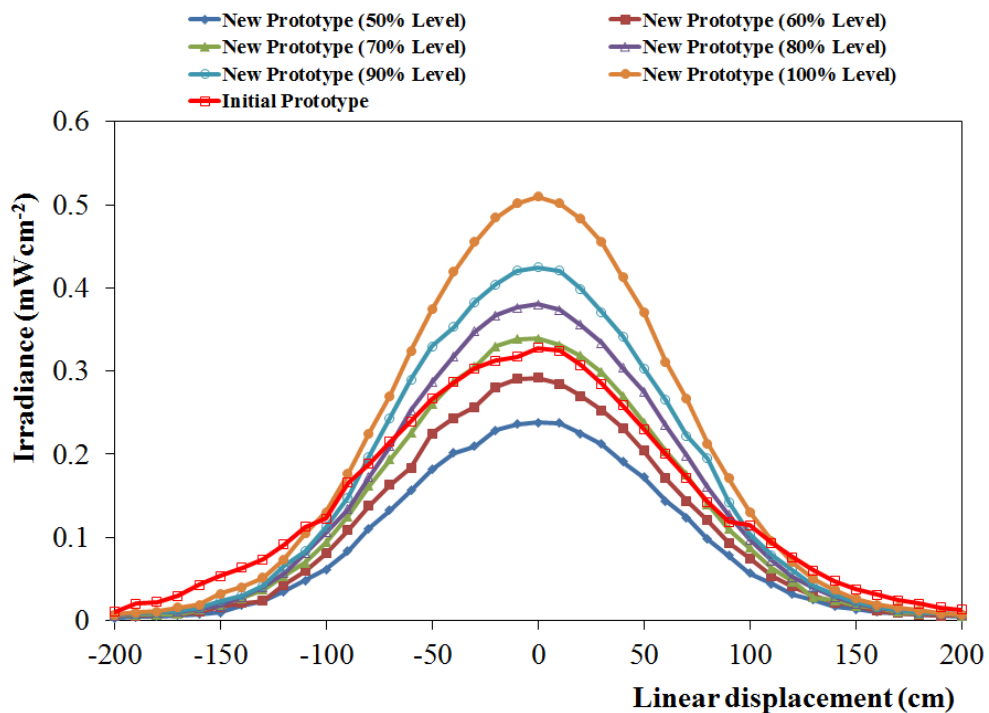 New Prototype (50% Level)
New Prototype (60% Level)
New Prototype (70% Level)
New Prototype (80% Level)
New Prototype (90% Level)
New Prototype (100% Level)
Initial Prototype
Irradiance (mWcm⁻²)
0.6
0.5
0.4
0.3
0.2
0.1
0
-200 -150 -100 -50 0 50 100 150 200
Linear displacement (cm)